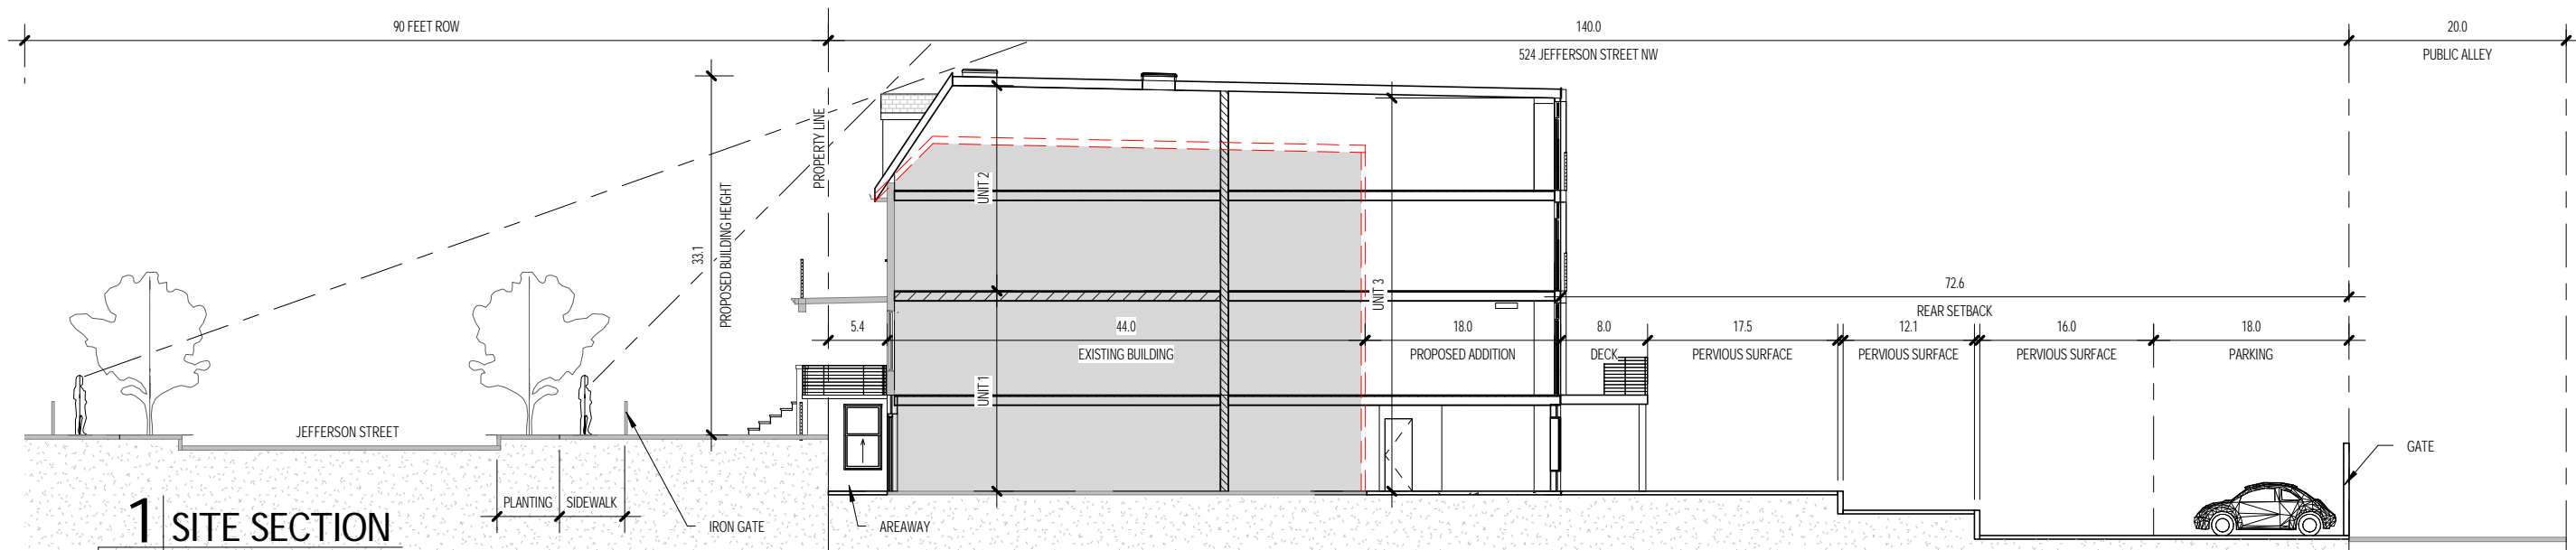 90 FEET ROW
140.0
20.0
524 JEFFERSON STREET NW
PUBLIC ALLEY
PROPERTY LINE
33.1
PROPOSED BUILDING HEIGHT
UNIT 2
UNIT 3
UNIT 1
72.6
REAR SETBACK
5.4
44.0
18.0
8.0
17.5
12.1
16.0
18.0
EXISTING BUILDING
PROPOSED ADDITION
DECK
PERVIOUS SURFACE
PERVIOUS SURFACE
PERVIOUS SURFACE
PARKING
JEFFERSON STREET
GATE
PLANTING
SIDEWALK
IRON GATE
AREAWAY
1 SITE SECTION